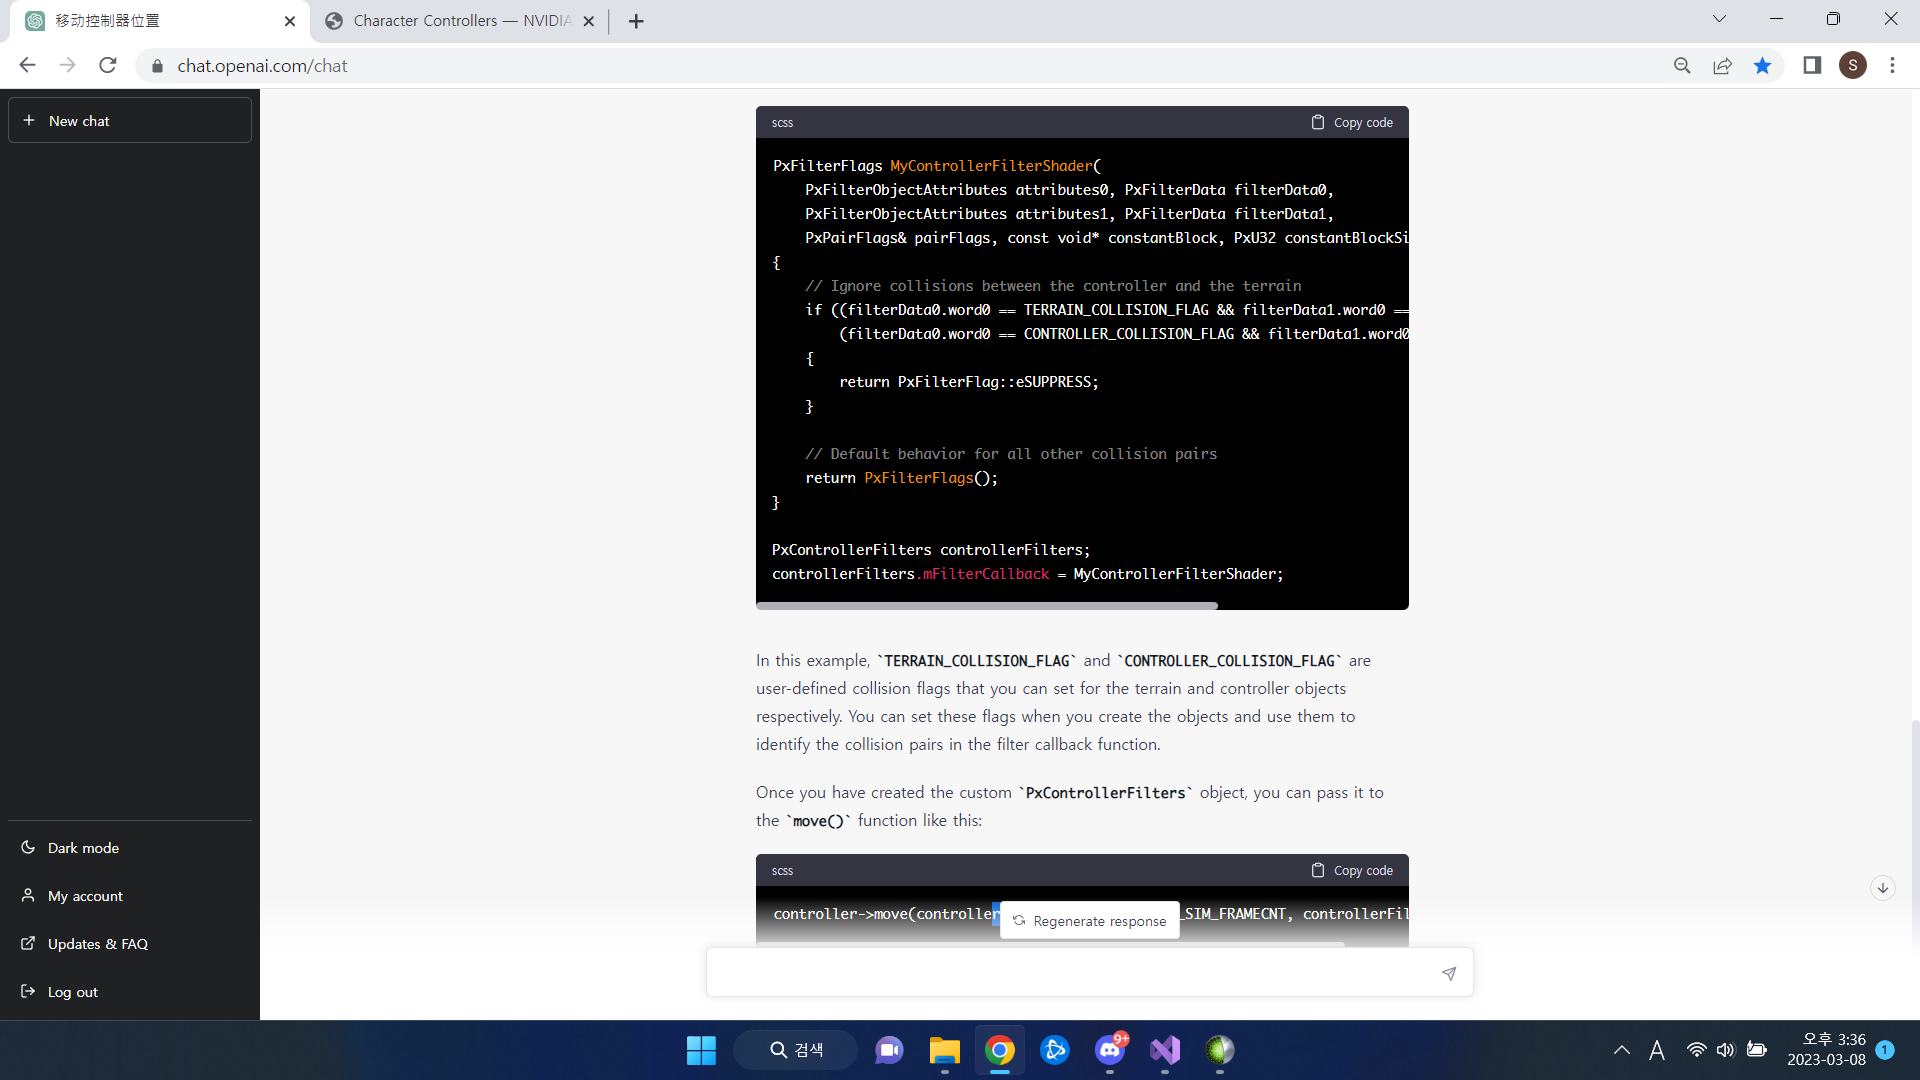 移动控制器位置
Character Controllers — NVIDIA
chat.openai.com/chat
S
New chat
scss
Copy code
PxFilterFlags MyControllerFilterShader(
PxFilterObjectAttributes attributes0, PxFilterData filterData0,
PxFilterObjectAttributes attributes1, PxFilterData filterData1,
PxPairFlags& pairFlags, const void* constantBlock, PxU32 constantBlockSi
{
// Ignore collisions between the controller and the terrain
if ((filterData0.word0 == TERRAIN_COLLISION_FLAG && filterData1.word0 ==
(filterData0.word0 == CONTROLLER_COLLISION_FLAG && filterData1.word0
{
return PxFilterFlag::eSUPPRESS;
}
// Default behavior for all other collision pairs
return PxFilterFlags();
}
PxControllerFilters controllerFilters;
controllerFilters.mFilterCallback = MyControllerFilterShader;
In this example, `TERRAIN_COLLISION_FLAG` and `CONTROLLER_COLLISION_FLAG` are
user-defined collision flags that you can set for the terrain and controller objects
respectively. You can set these flags when you create the objects and use them to
identify the collision pairs in the filter callback function.
Once you have created the custom `PxControllerFilters` object, you can pass it to
the `move()` function like this:
scss
Copy code
controller->move(controller
_SIM_FRAMECNT, controllerFil
Regenerate response
Dark mode
My account
Updates & FAQ
Log out
검색
9+
A
오후 3:36
2023-03-08
1